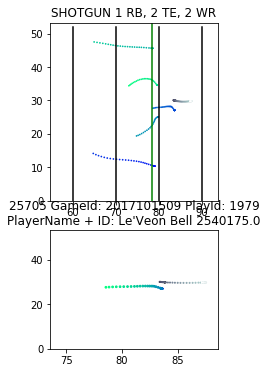 SHOTGUN 1 RB, 2 TE, 2 WR
50
40
30
20
10
0
60 70 80 90
25705 GameId: 2017101509 PlayId: 1979
PlayerName + ID: Le'Veon Bell 2540175.0
40
20
0
75 80 85